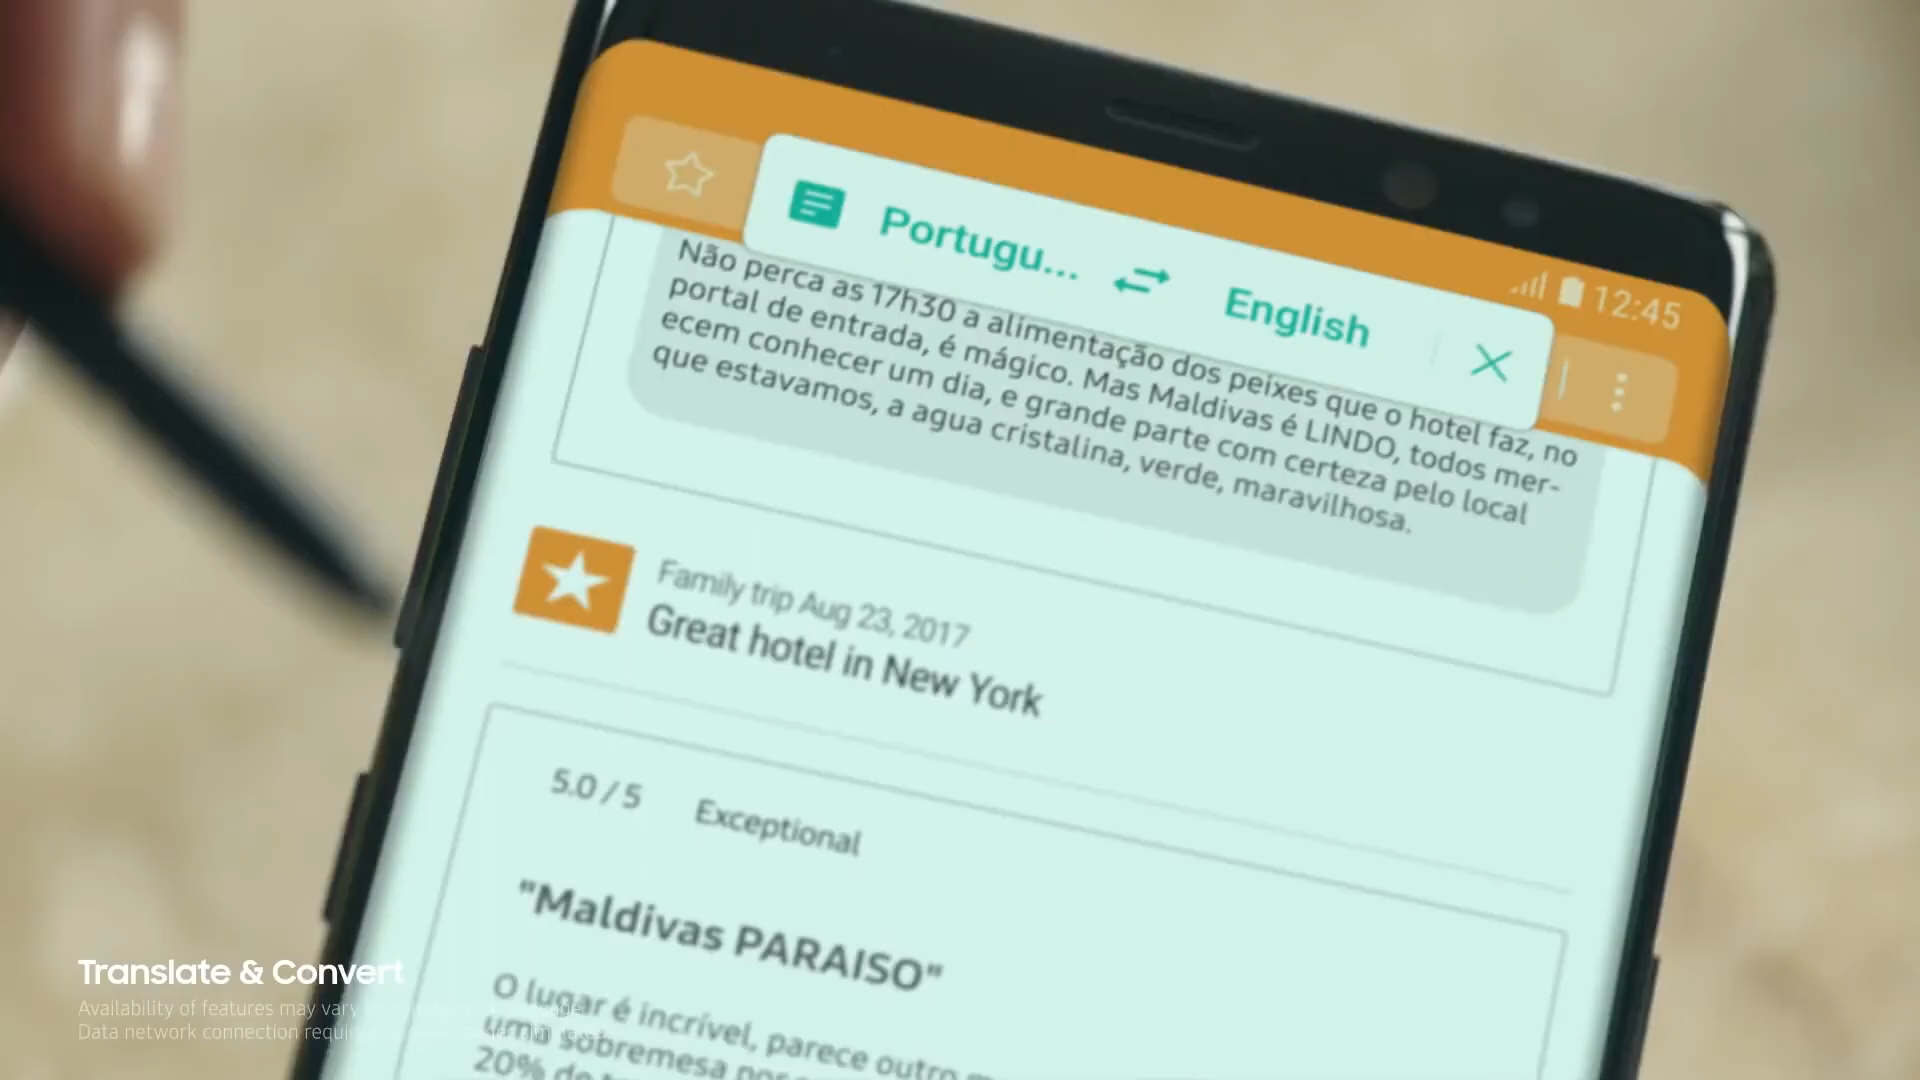 12:45
Portugu... English
Não perca as 17h30 a alimentação dos peixes que o hotel faz, no
portal de entrada, é mágico. Mas Maldivas é LINDO, todos mer-
ecem conhecer um dia, e grande parte com certeza pelo local
que estavamos, a agua cristalina, verde, maravilhosa.
Family trip Aug 23, 2017
Great hotel in New York
5.0 / 5 Exceptional
"Maldivas PARAISO"
O lugar é incrível, parece outro
uma sobremesa
20% de
Translate & Convert
Availability of features may vary
Data network connection